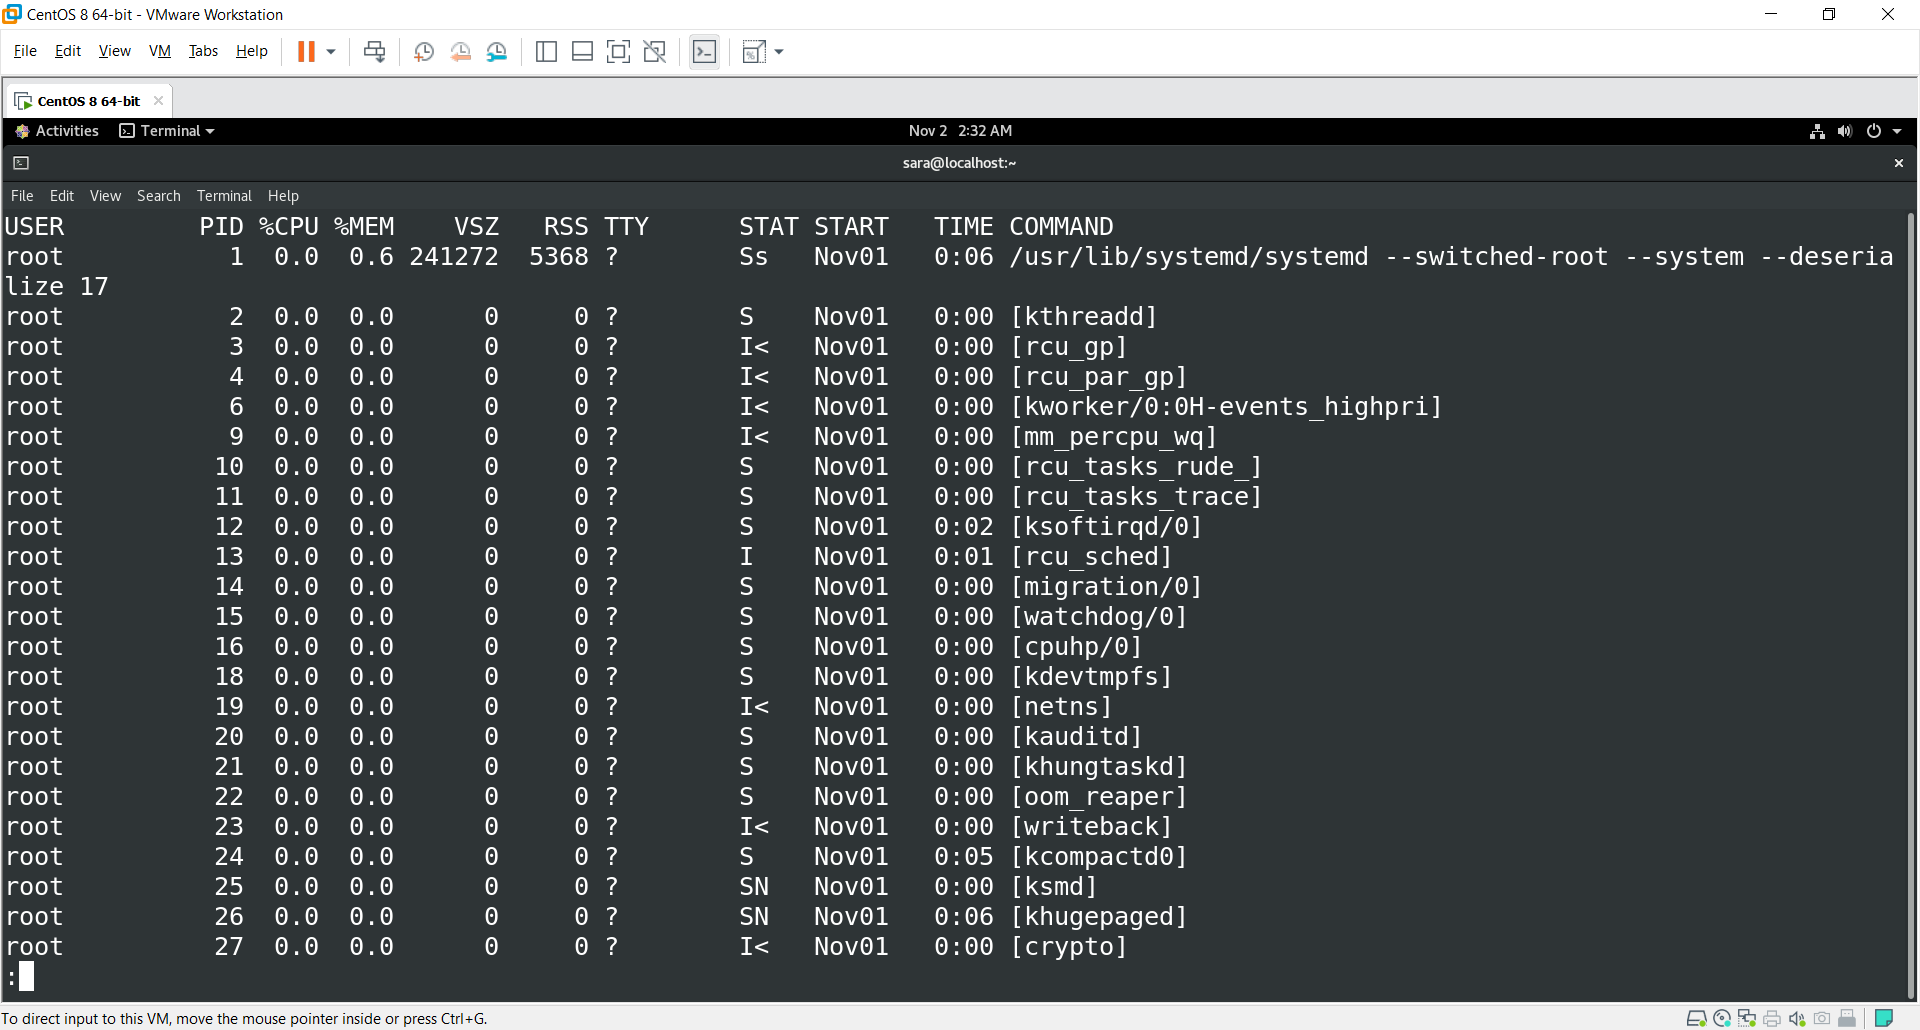 CentOS 8 64-bit - VMware Workstation
File Edit View VM Tabs Help
CentOS 8 64-bit
Activities Terminal Nov 2 2:32 AM
sara@localhost:~
File Edit View Search Terminal Help
USER         PID %CPU %MEM    VSZ   RSS TTY      STAT START   TIME COMMAND
root           1  0.0  0.6 241272  5368 ?        Ss   Nov01   0:06 /usr/lib/systemd/systemd --switched-root --system --deseria
lize 17
root           2  0.0  0.0      0     0 ?        S    Nov01   0:00 [kthreadd]
root           3  0.0  0.0      0     0 ?        I<   Nov01   0:00 [rcu_gp]
root           4  0.0  0.0      0     0 ?        I<   Nov01   0:00 [rcu_par_gp]
root           6  0.0  0.0      0     0 ?        I<   Nov01   0:00 [kworker/0:0H-events_highpri]
root           9  0.0  0.0      0     0 ?        I<   Nov01   0:00 [mm_percpu_wq]
root          10  0.0  0.0      0     0 ?        S    Nov01   0:00 [rcu_tasks_rude_]
root          11  0.0  0.0      0     0 ?        S    Nov01   0:00 [rcu_tasks_trace]
root          12  0.0  0.0      0     0 ?        S    Nov01   0:02 [ksoftirqd/0]
root          13  0.0  0.0      0     0 ?        I    Nov01   0:01 [rcu_sched]
root          14  0.0  0.0      0     0 ?        S    Nov01   0:00 [migration/0]
root          15  0.0  0.0      0     0 ?        S    Nov01   0:00 [watchdog/0]
root          16  0.0  0.0      0     0 ?        S    Nov01   0:00 [cpuhp/0]
root          18  0.0  0.0      0     0 ?        S    Nov01   0:00 [kdevtmpfs]
root          19  0.0  0.0      0     0 ?        I<   Nov01   0:00 [netns]
root          20  0.0  0.0      0     0 ?        S    Nov01   0:00 [kauditd]
root          21  0.0  0.0      0     0 ?        S    Nov01   0:00 [khungtaskd]
root          22  0.0  0.0      0     0 ?        S    Nov01   0:00 [oom_reaper]
root          23  0.0  0.0      0     0 ?        I<   Nov01   0:00 [writeback]
root          24  0.0  0.0      0     0 ?        S    Nov01   0:05 [kcompactd0]
root          25  0.0  0.0      0     0 ?        SN   Nov01   0:00 [ksmd]
root          26  0.0  0.0      0     0 ?        SN   Nov01   0:06 [khugepaged]
root          27  0.0  0.0      0     0 ?        I<   Nov01   0:00 [crypto]
:
To direct input to this VM, move the mouse pointer inside or press Ctrl+G.